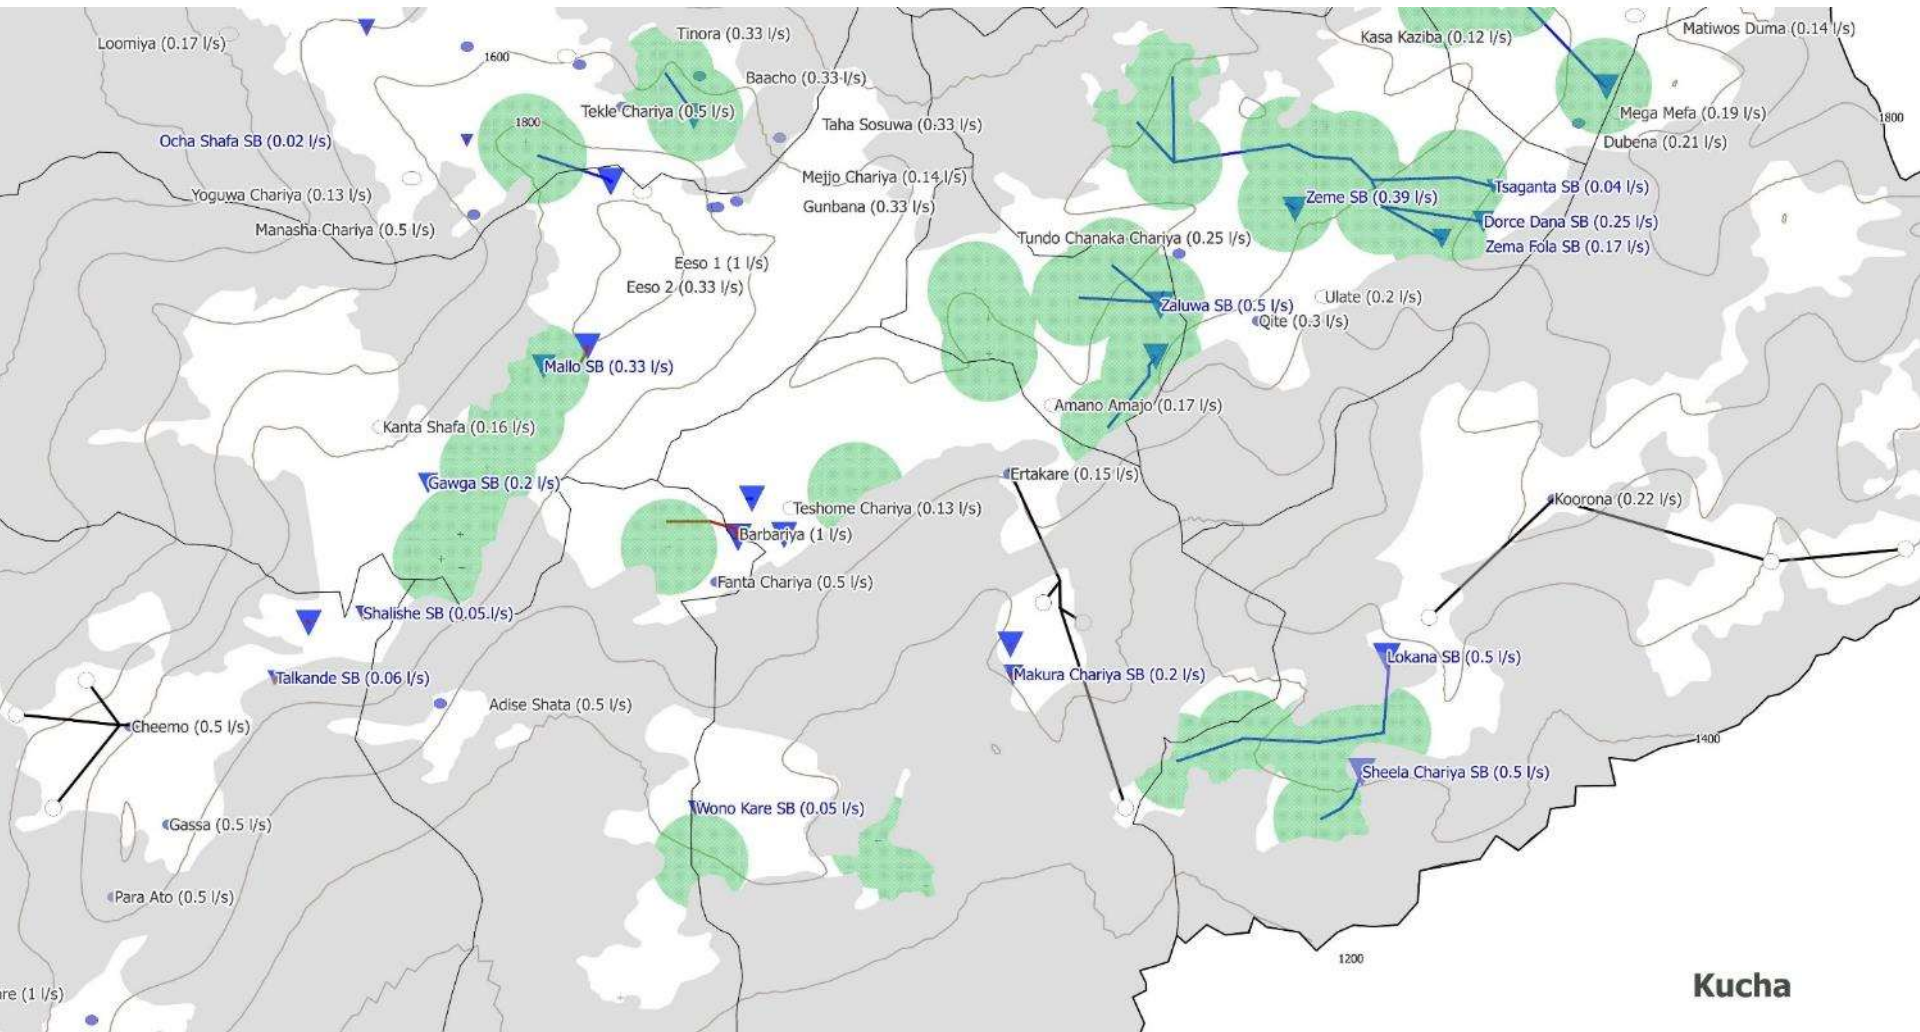 Loomiya (0.17 l/s)
1600
Tinora (0.33 l/s)
Kasa Kaziba (0.12 l/s)
Matiwos Duma (0.14 l/s)
Baacho (0.33 l/s)
Tekle Chariya (0.5 l/s)
1800
Taha Sosuwa (0.33 l/s)
Mega Mefa (0.19 l/s)
1800
Ocha Shafa SB (0.02 l/s)
Dubena (0.21 l/s)
Mejjo Chariya (0.14 l/s)
Yoguwa Chariya (0.13 l/s)
Zeme SB (0.39 l/s)
Tsaganta SB (0.04 l/s)
Gunbana (0.33 l/s)
Manasha Chariya (0.5 l/s)
Dorce Dana SB (0.25 l/s)
Tundo Chanaka Chariya (0.25 l/s)
Zema Fola SB (0.17 l/s)
Eeso 1 (1 l/s)
Eeso 2 (0.33 l/s)
Zaluwa SB (0.5 l/s)
Ulate (0.2 l/s)
Qite (0.3 l/s)
Mallo SB (0.33 l/s)
Amano Amajo (0.17 l/s)
Kanta Shafa (0.16 l/s)
Ertakare (0.15 l/s)
Gawga SB (0.2 l/s)
Koorona (0.22 l/s)
Teshome Chariya (0.13 l/s)
Barbariya (1 l/s)
Fanta Chariya (0.5 l/s)
Shalishe SB (0.05 l/s)
Lokana SB (0.5 l/s)
Talkande SB (0.06 l/s)
Makura Chariya SB (0.2 l/s)
Adise Shata (0.5 l/s)
Cheemo (0.5 l/s)
1400
Sheela Chariya SB (0.5 l/s)
Wono Kare SB (0.05 l/s)
Gassa (0.5 l/s)
Para Ato (0.5 l/s)
1200
Kucha
re (1 l/s)